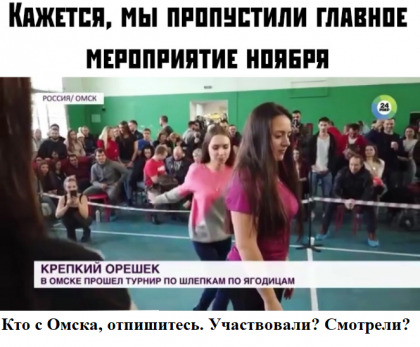 Кажется, мы пропустили главное
мероприятие ноября
РОССИЯ/ ОМСК
24
КРЕПКИЙ ОРЕШЕК
В ОМСКЕ ПРОШЕЛ ТУРНИР ПО ШЛЕПКАМ ПО ЯГОДИЦАМ
Кто с Омска, отпишитесь. Участвовали? Смотрели?